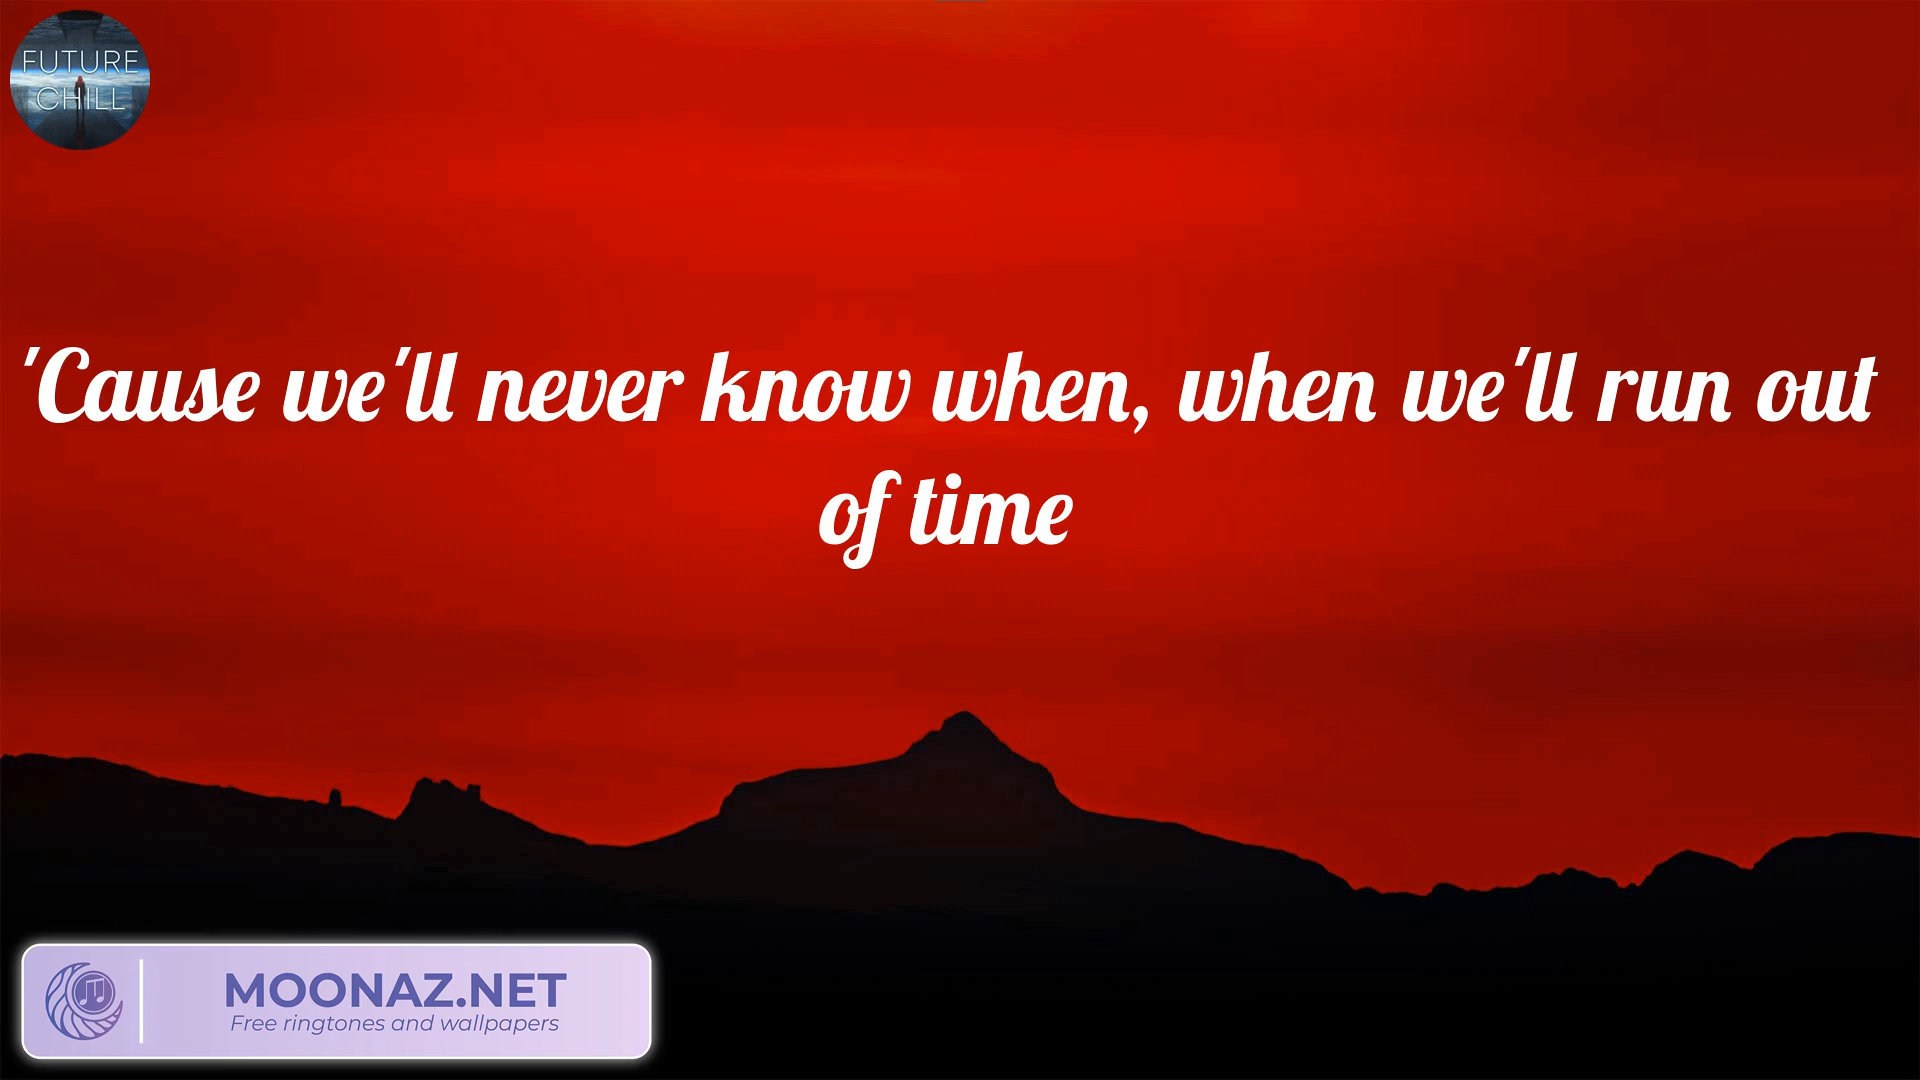 FUTURE
CHILL
'Cause we'll never know when, when we'll run out
of time
MOONAZ.NET
Free ringtones and wallpapers